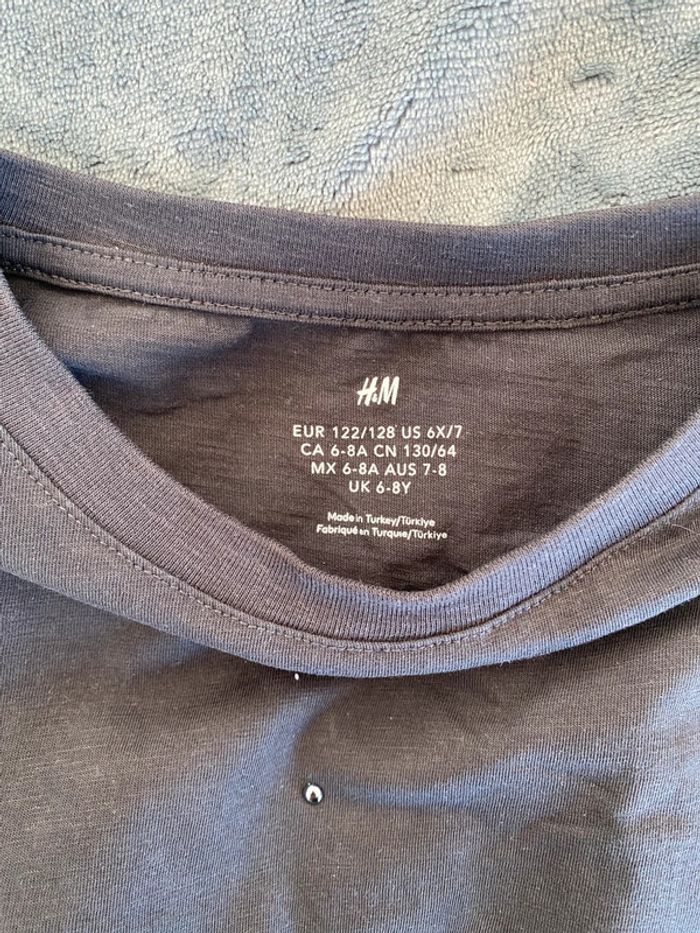 H&M
EUR 122/128 US 6X/7
CA 6-8A CN 130/64
MX 6-8A AUS 7-8
UK 6-8Y
Made in Turkey/Türkiye
Fabriqué en Turquie/Türkiye